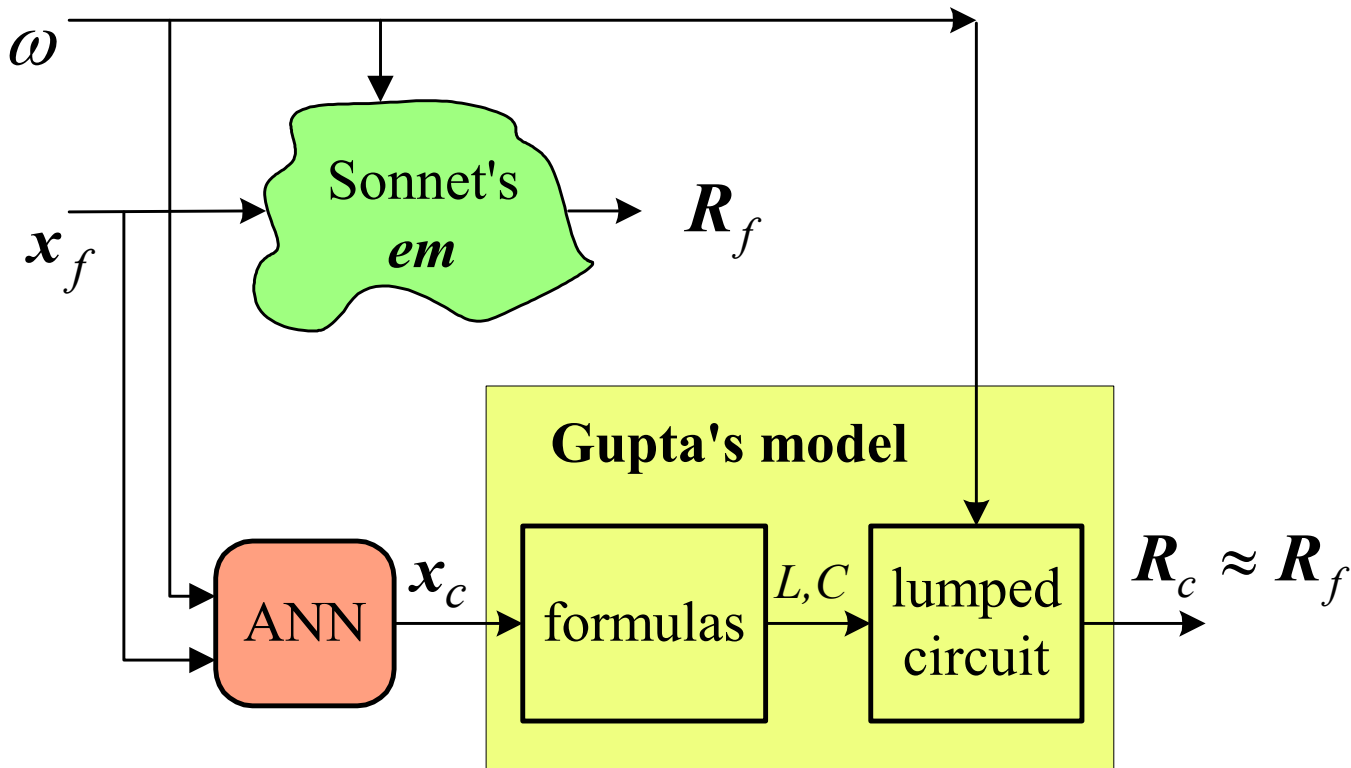 ω
Sonnet's
em
x_f
R_f
Gupta's model
ANN
x_c
formulas
L,C
lumped
circuit
R_c ≈ R_f